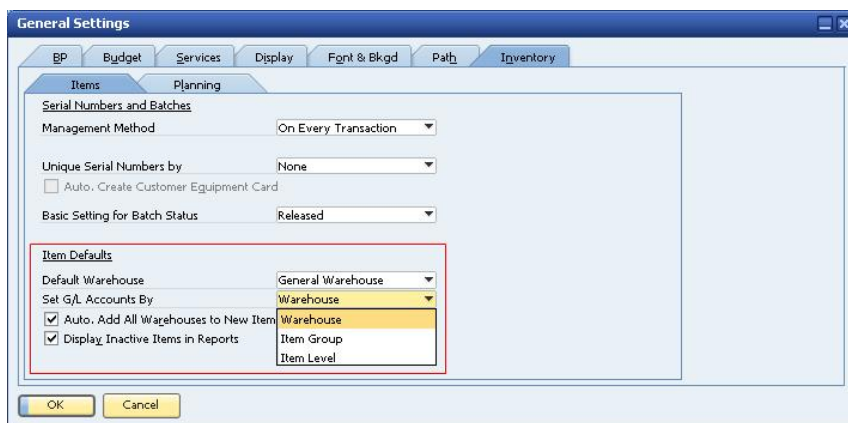 General Settings
BP Budget Services Display Font & Bkgd Path Inventory
Items Planning
Serial Numbers and Batches
Management Method On Every Transaction
Unique Serial Numbers by None
Auto. Create Customer Equipment Card
Basic Setting for Batch Status Released
Item Defaults
Default Warehouse General Warehouse
Set G/L Accounts By Warehouse
Auto. Add All Warehouses to New Item Warehouse
Display Inactive Items in Reports Item Group
Item Level
OK Cancel